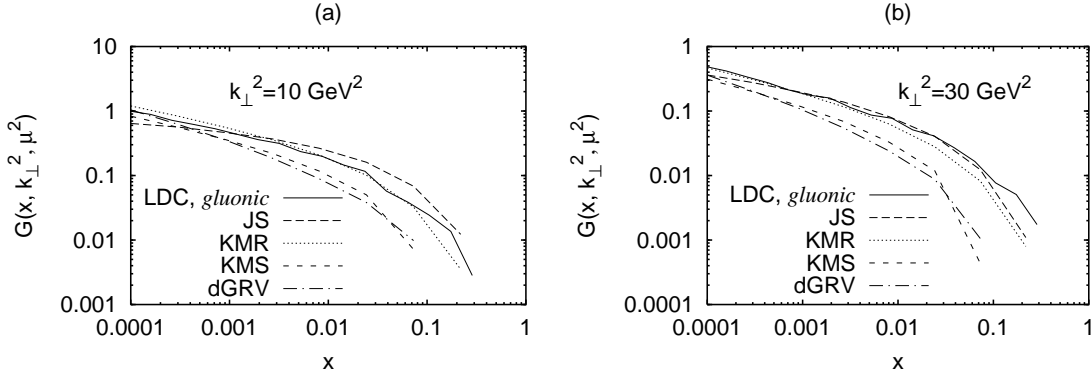 (a)
G(x, k⊥², μ²)
10
1
0.1
0.01
0.001
k⊥²=10 GeV²
LDC, gluonic
JS
KMR
KMS
dGRV
0.0001 0.001 0.01 0.1 1
x
(b)
G(x, k⊥², μ²)
1
0.1
0.01
0.001
0.0001
k⊥²=30 GeV²
LDC, gluonic
JS
KMR
KMS
dGRV
0.0001 0.001 0.01 0.1 1
x